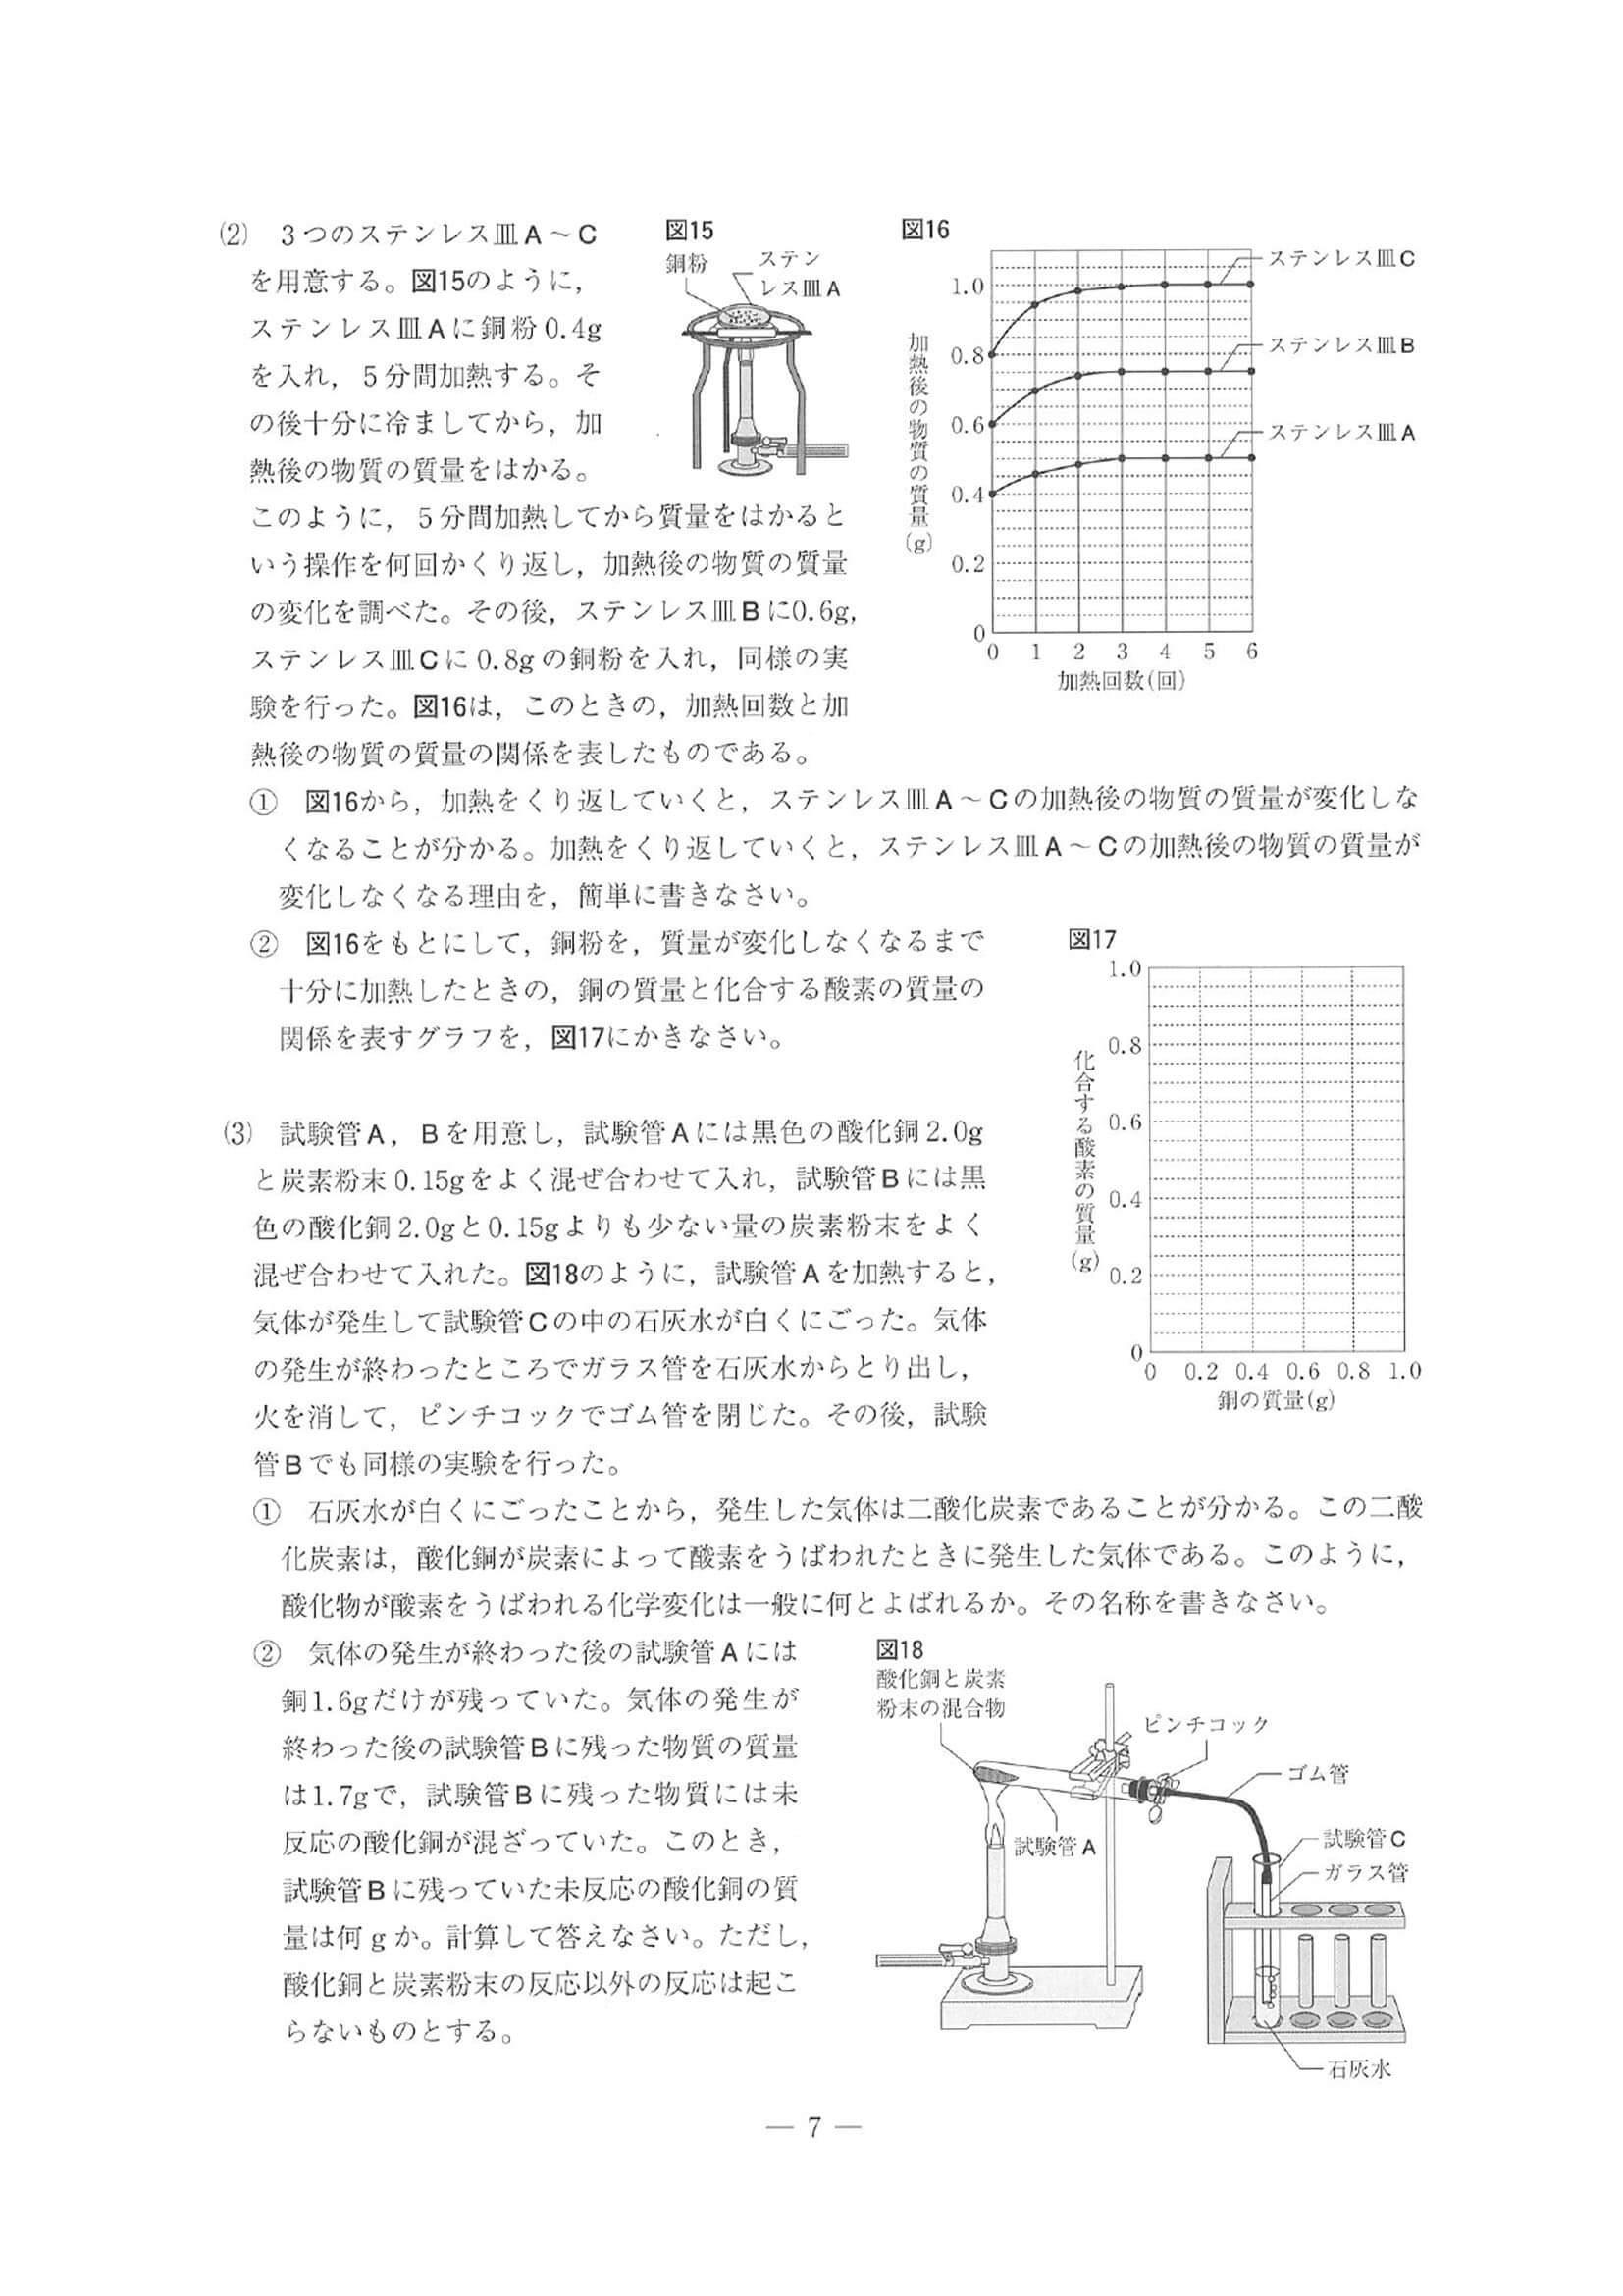 (2)　3つのステンレス皿A～C
を用意する。図15のように,
ステンレス皿Aに銅粉0.4g
を入れ，5分間加熱する。そ
の後十分に冷ましてから，加
熱後の物質の質量をはかる。
このように，5分間加熱してから質量をはかると
いう操作を何回かくり返し，加熱後の物質の質量
の変化を調べた。その後，ステンレス皿Bに0.6g,
ステンレス皿Cに0.8gの銅粉を入れ，同様の実
験を行った。図16は，このときの，加熱回数と加
熱後の物質の質量の関係を表したものである。
図15
銅粉
ステン
レス皿A
図16
ステンレス皿C
ステンレス皿B
ステンレス皿A
加熱後の物質の質量(g)
1.0
0.8
0.6
0.4
0.2
0
0 1 2 3 4 5 6
加熱回数(回)
①　図16から，加熱をくり返していくと，ステンレス皿A～Cの加熱後の物質の質量が変化しな
くなることが分かる。加熱をくり返していくと，ステンレス皿A～Cの加熱後の物質の質量が
変化しなくなる理由を，簡単に書きなさい。
②　図16をもとにして，銅粉を，質量が変化しなくなるまで
十分に加熱したときの，銅の質量と化合する酸素の質量の
関係を表すグラフを，図17にかきなさい。
図17
化合する酸素の質量(g)
1.0
0.8
0.6
0.4
0.2
0
0 0.2 0.4 0.6 0.8 1.0
銅の質量(g)
(3)　試験管A，Bを用意し，試験管Aには黒色の酸化銅2.0g
と炭素粉末0.15gをよく混ぜ合わせて入れ，試験管Bには黒
色の酸化銅2.0gと0.15gよりも少ない量の炭素粉末をよく
混ぜ合わせて入れた。図18のように，試験管Aを加熱すると,
気体が発生して試験管Cの中の石灰水が白くにごった。気体
の発生が終わったところでガラス管を石灰水からとり出し,
火を消して，ピンチコックでゴム管を閉じた。その後，試験
管Bでも同様の実験を行った。
①　石灰水が白くにごったことから，発生した気体は二酸化炭素であることが分かる。この二酸
化炭素は，酸化銅が炭素によって酸素をうばわれたときに発生した気体である。このように,
酸化物が酸素をうばわれる化学変化は一般に何とよばれるか。その名称を書きなさい。
②　気体の発生が終わった後の試験管Aには
銅1.6gだけが残っていた。気体の発生が
終わった後の試験管Bに残った物質の質量
は1.7gで，試験管Bに残った物質には未
反応の酸化銅が混ざっていた。このとき,
試験管Bに残っていた未反応の酸化銅の質
量は何gか。計算して答えなさい。ただし,
酸化銅と炭素粉末の反応以外の反応は起こ
らないものとする。
図18
酸化銅と炭素
粉末の混合物
ピンチコック
ゴム管
試験管A
試験管C
ガラス管
石灰水
— 7 —